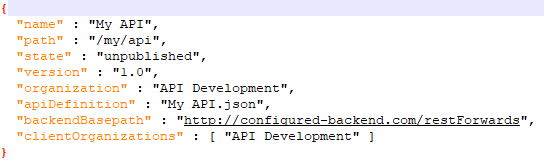 {
"name" : "My API",
"path" : "/my/api",
"state" : "unpublished",
"version" : "1.0",
"organization" : "API Development",
"apiDefinition" : "My API.json",
"backendBasepath" : "http://configured-backend.com/restForwards",
"clientOrganizations" : [ "API Development" ]
}